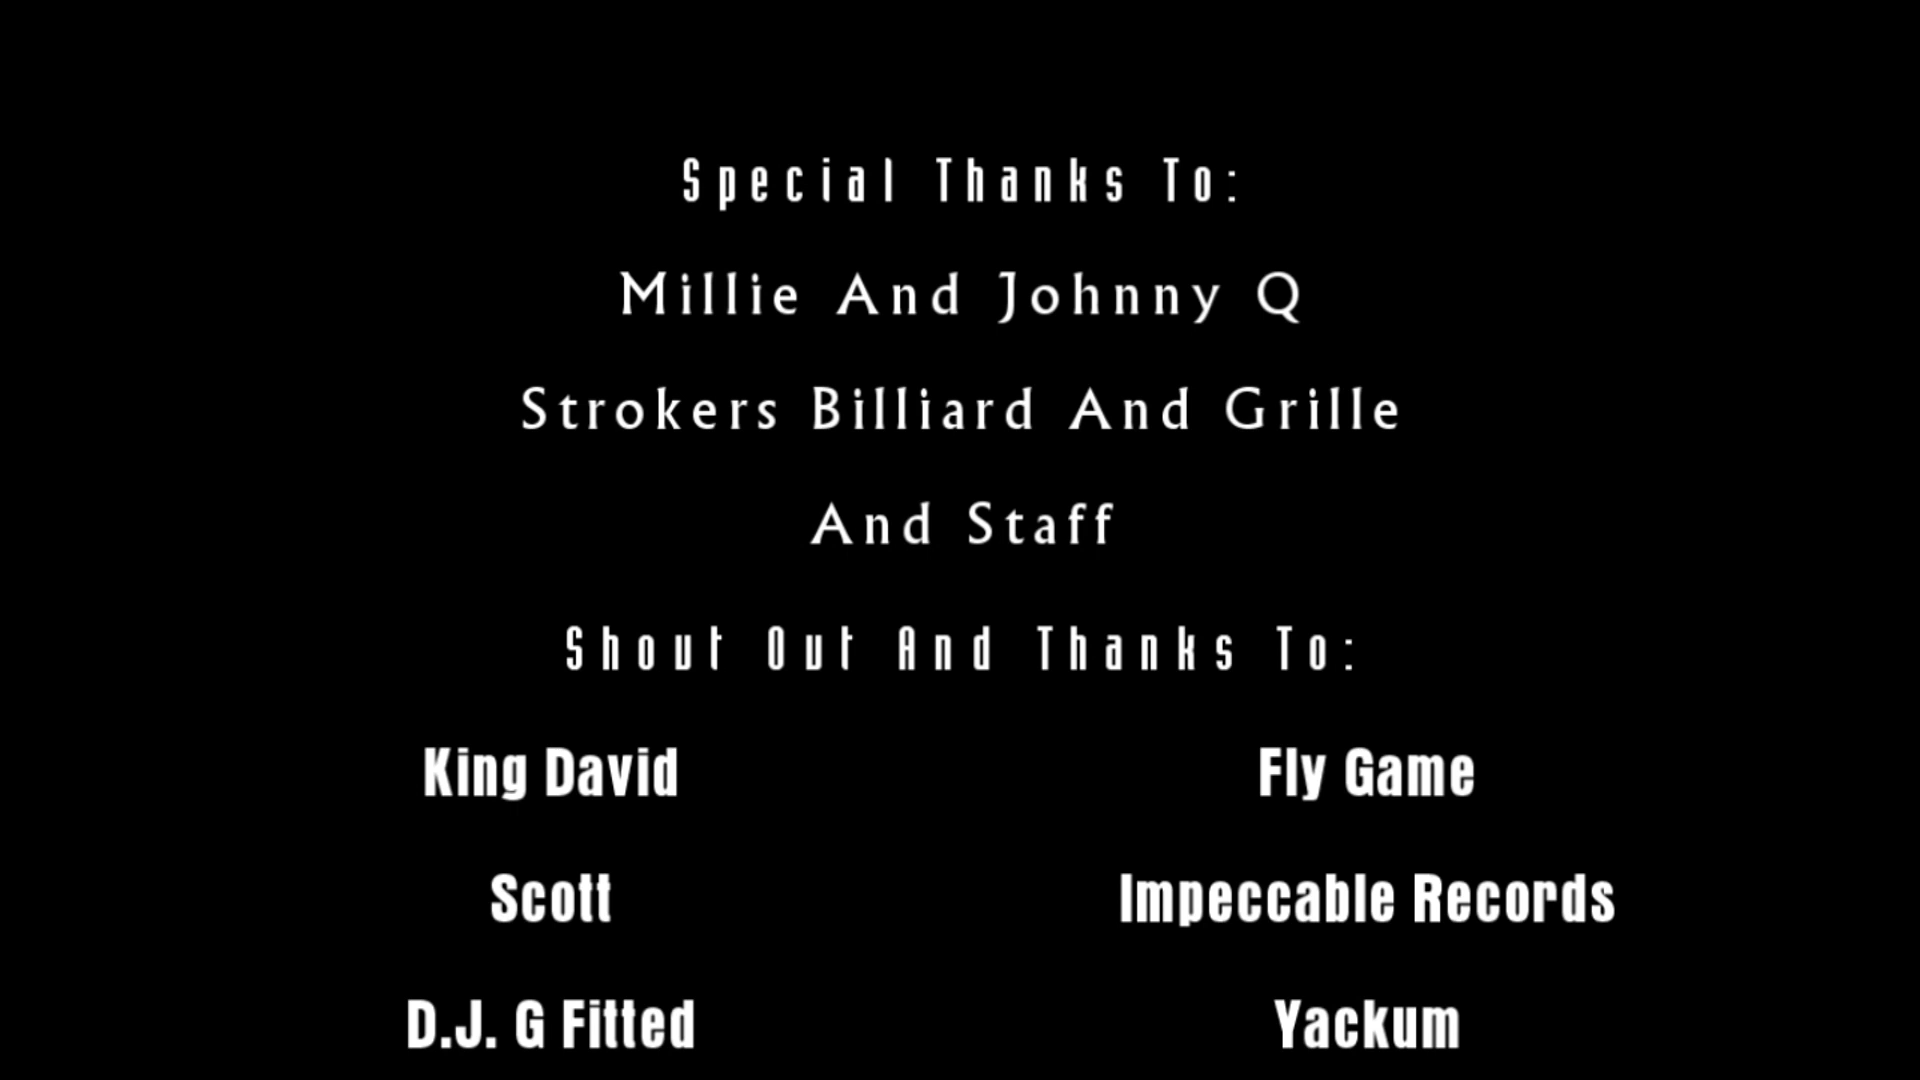 Special Thanks To:
Millie And Johnny Q
Strokers Billiard And Grille
And Staff
Shout Out And Thanks To:
King David Fly Game
Scott Impeccable Records
D.J. G Fitted Yackum